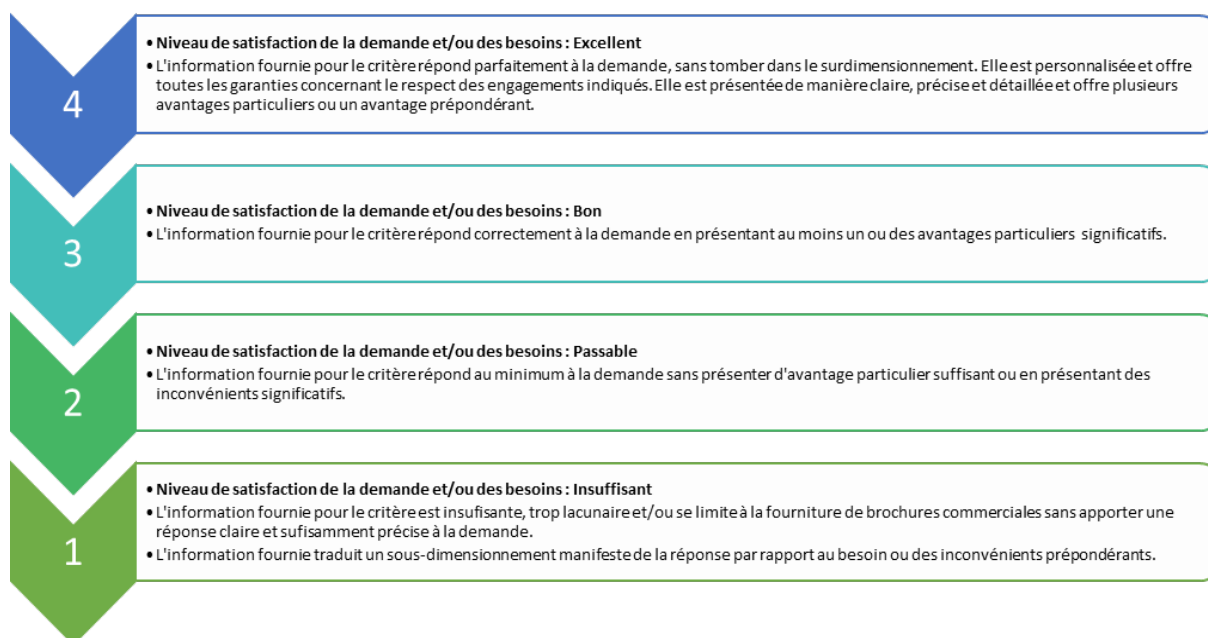 4
• Niveau de satisfaction de la demande et/ou des besoins : Excellent
• L'information fournie pour le critère répond parfaitement à la demande, sans tomber dans le surdimensionnement. Elle est personnalisée et offre
toutes les garanties concernant le respect des engagements indiqués. Elle est présentée de manière claire, précise et détaillée et offre plusieurs
avantages particuliers ou un avantage prépondérant.
3
• Niveau de satisfaction de la demande et/ou des besoins : Bon
• L'information fournie pour le critère répond correctement à la demande en présentant au moins un ou des avantages particuliers significatifs.
2
• Niveau de satisfaction de la demande et/ou des besoins : Passable
• L'information fournie pour le critère répond au minimum à la demande sans présenter d'avantage particulier suffisant ou en présentant des
inconvénients significatifs.
1
• Niveau de satisfaction de la demande et/ou des besoins : Insuffisant
• L'information fournie pour le critère est insufisante, trop lacunaire et/ou se limite à la fourniture de brochures commerciales sans apporter une
réponse claire et sufisamment précise à la demande.
• L'information fournie traduit un sous-dimensionnement manifeste de la réponse par rapport au besoin ou des inconvénients prépondérants.